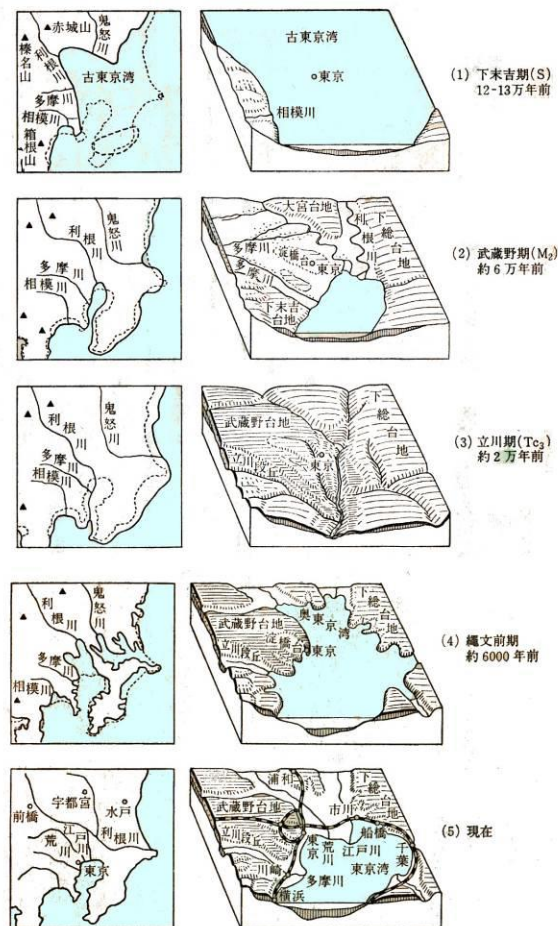 赤城山
鬼怒川
榛名山
利根川
古東京湾
多摩川
相模川
箱根山
古東京湾
東京
相模川
(1) 下末吉期(S)
12-13万年前
利根川
鬼怒川
多摩川
相模川
大宮台地
利根川
下総台地
多摩川
淀橋台
東京
多摩川
下末吉台地
(2) 武蔵野期(M₂)
約6万年前
利根川
鬼怒川
多摩川
相模川
武蔵野台地
下総台地
立川段丘
東京
(3) 立川期(Tc₃)
約2万年前
利根川
鬼怒川
多摩川
相模川
武蔵野台地
奥東京湾
下総台地
立川段丘
淀橋台
東京
(4) 縄文前期
約6000年前
前橋
宇都宮
水戸
利根川
江戸川
荒川
東京
浦和
下総台地
武蔵野台地
市川
立川段丘
東京
荒川
江戸川
船橋
千葉
東京湾
川崎
多摩川
横浜
(5) 現在